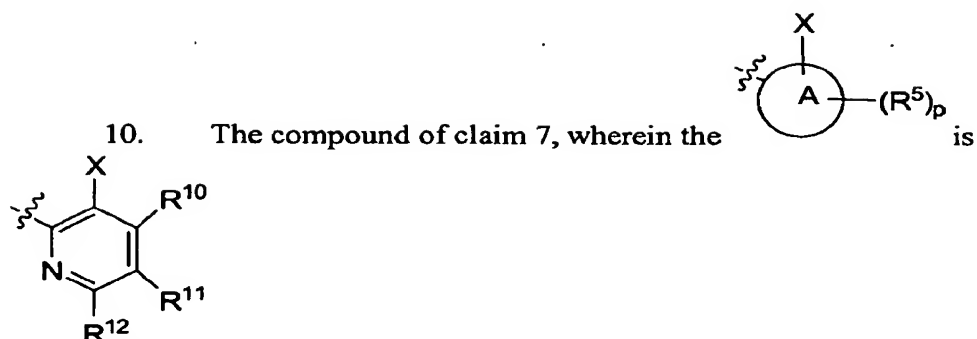 X
A (R⁵)ₚ
10. The compound of claim 7, wherein the is
X
R¹⁰
N
R¹¹
R¹²